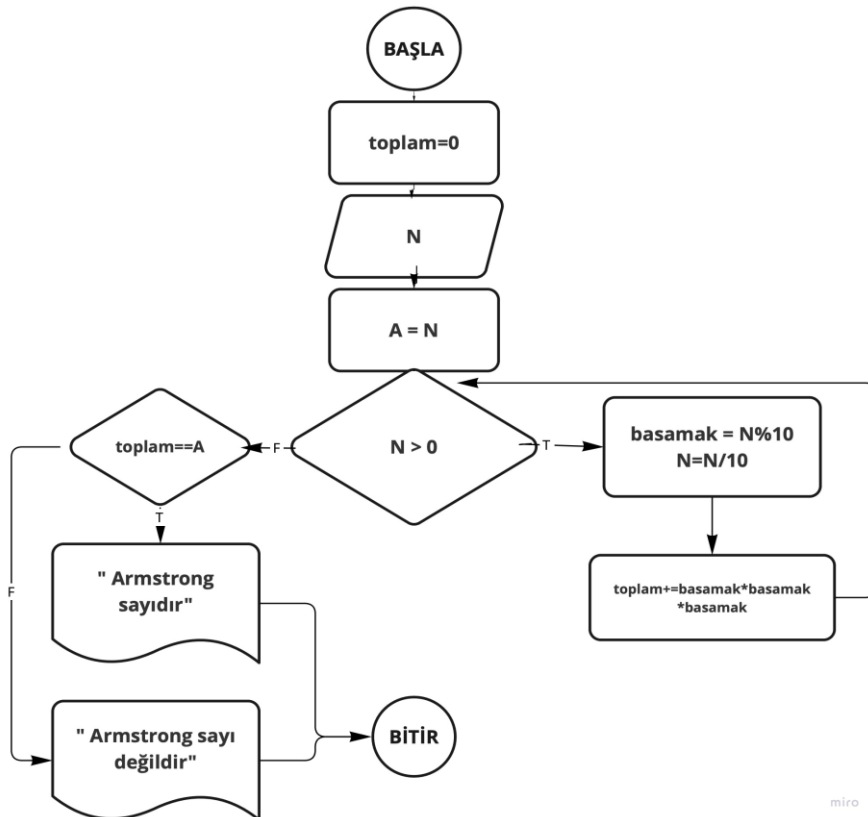 BAŞLA
toplam=0
N
A = N
N > 0
F
toplam==A
T
basamak = N%10
N=N/10
T
" Armstrong
sayıdır"
toplam+=basamak*basamak
*basamak
F
" Armstrong sayı
değildir"
BİTİR
miro